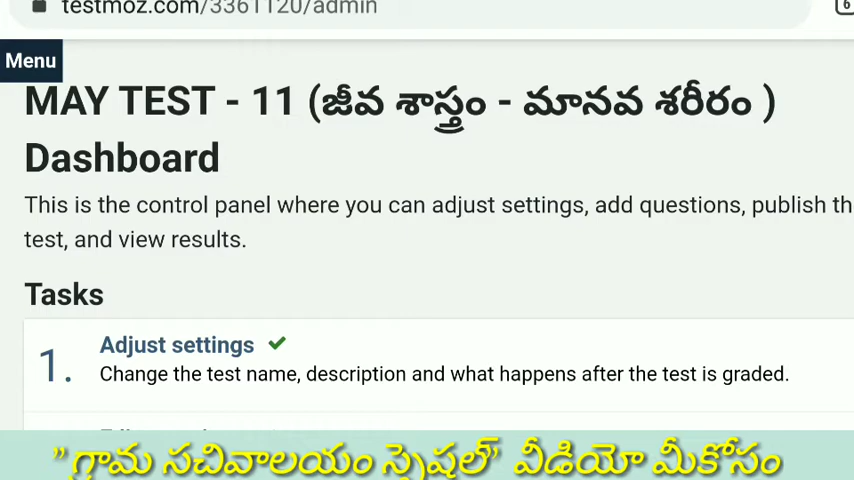 testmoz.com/3361120/admin
6
Menu
MAY TEST - 11 (జీవ శాస్త్రం - మానవ శరీరం )
Dashboard
This is the control panel where you can adjust settings, add questions, publish th
test, and view results.
Tasks
1.
Adjust settings
Change the test name, description and what happens after the test is graded.
"గ్రామ సచివాలయం స్పెషల్" వీడియో మీకోసం